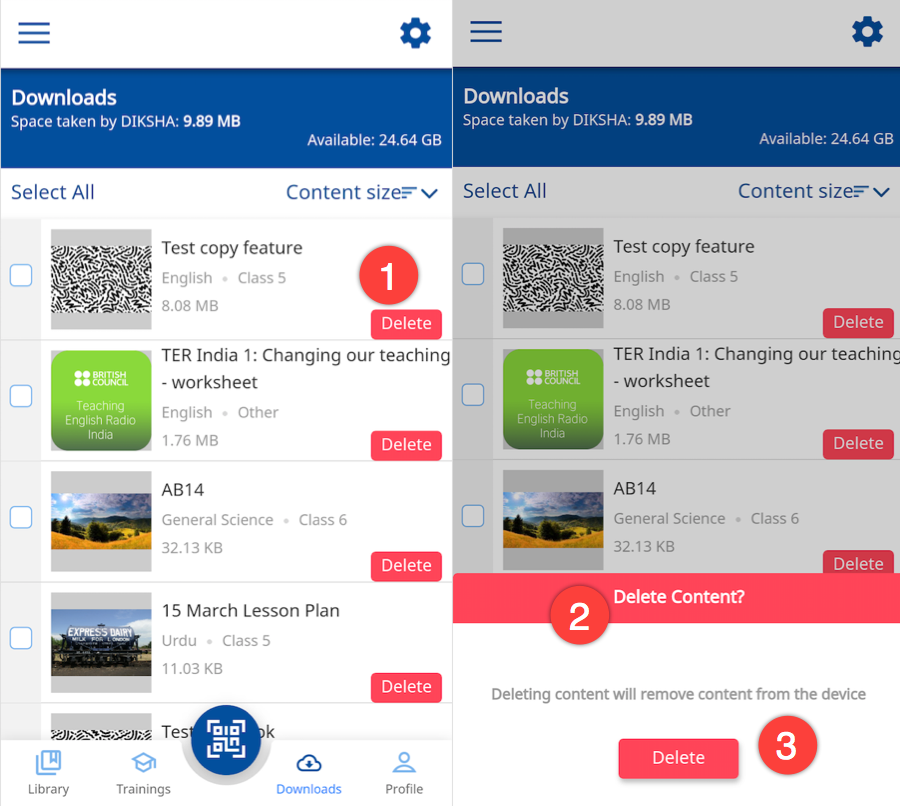 Downloads
Space taken by DIKSHA: 9.89 MB
Available: 24.64 GB
Select All
Content size
Test copy feature
English • Class 5
8.08 MB
1
Delete
BRITISH
COUNCIL
Teaching
English Radio
India
TER India 1: Changing our teaching
- worksheet
English • Other
1.76 MB
Delete
AB14
General Science • Class 6
32.13 KB
Delete
EXPRESS DAIRY
MILK FOR LONDON
15 March Lesson Plan
Urdu • Class 5
11.03 KB
Delete
Library
Trainings
Downloads
Profile
Downloads
Space taken by DIKSHA: 9.89 MB
Available: 24.64 GB
Select All
Content size
Test copy feature
English • Class 5
8.08 MB
Delete
BRITISH
COUNCIL
Teaching
English Radio
India
TER India 1: Changing our teaching
- worksheet
English • Other
1.76 MB
Delete
AB14
General Science • Class 6
32.13 KB
Delete
2
Delete Content?
Deleting content will remove content from the device
Delete
3